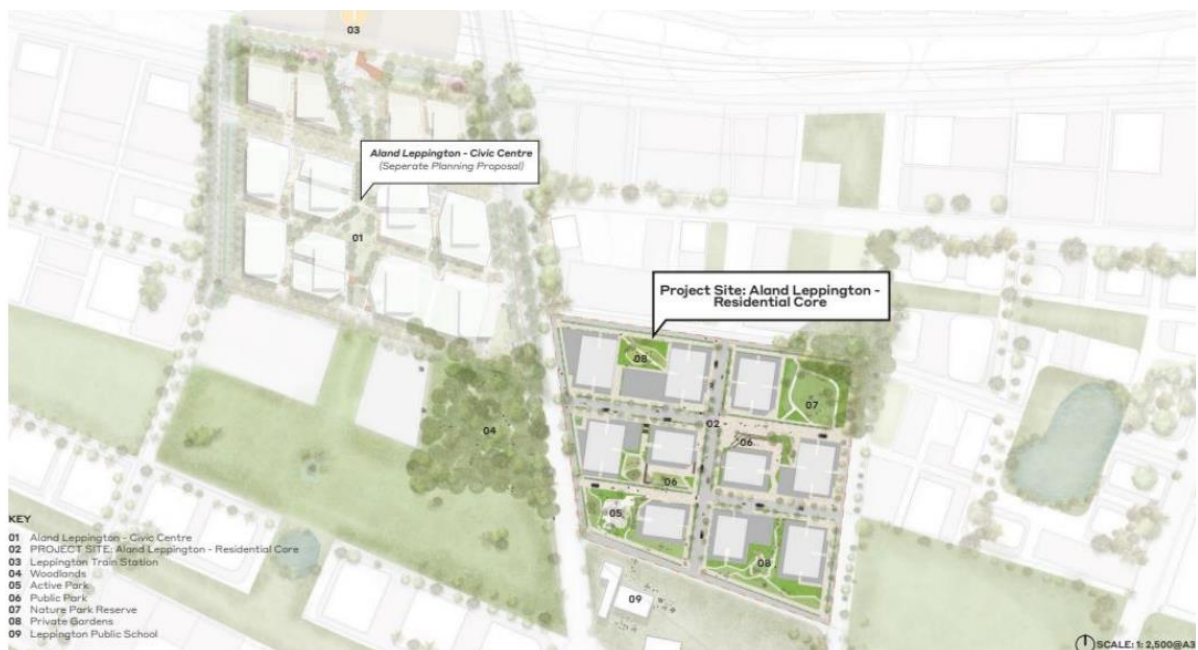 03
Aland Leppington - Civic Centre
(Seperate Planning Proposal)
01
Project Site: Aland Leppington -
Residential Core
08
07
02
04
06
06
05
08
09
KEY
01 Aland Leppington - Civic Centre
02 PROJECT SITE: Aland Leppington - Residential Core
03 Leppington Train Station
04 Woodlands
05 Active Park
06 Public Park
07 Nature Park Reserve
08 Private Gardens
09 Leppington Public School
SCALE: 1: 2,500@A3